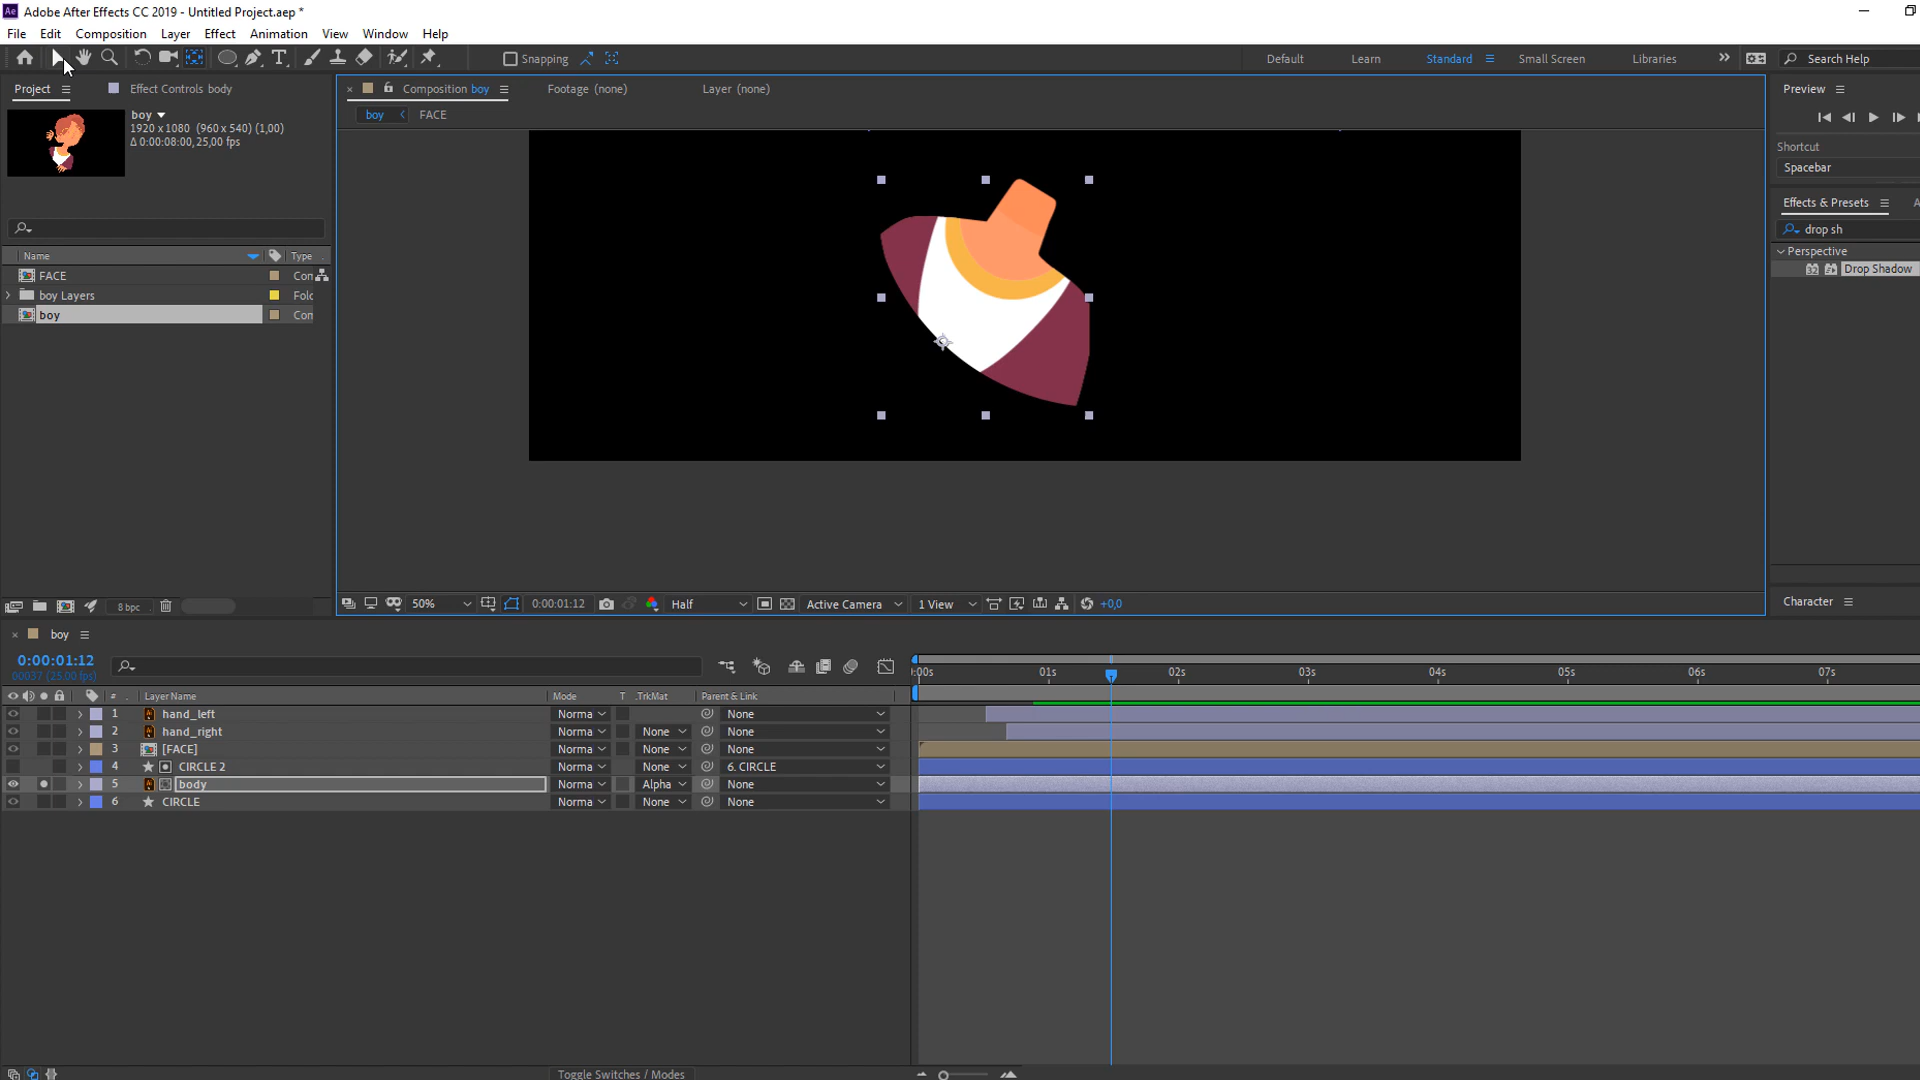 Adobe After Effects CC 2019 - Untitled Project.aep *
File Edit Composition Layer Effect Animation View Window Help
Snapping Default Learn Standard Small Screen Libraries Search Help
Project Effect Controls body
Composition boy Footage (none) Layer (none)
Preview
boy
1920 x 1080 (960 x 540) (1,00)
Δ 0:00:08:00, 25,00 fps
boy FACE
Shortcut
Spacebar
Effects & Presets
drop sh
Perspective
Drop Shadow
Name Type
FACE Con
boy Layers Folc
boy Con
8 bpc
50% 0:00:01:12 Half Active Camera 1 View +0,0
Character
boy
0:00:01:12
00037 (25.00 fps)
:00s 01s 02s 03s 04s 05s 06s 07s
# Layer Name Mode T .TrkMat Parent & Link
1 hand_left Norma None
2 hand_right Norma None None
3 [FACE] Norma None None
4 CIRCLE 2 Norma None 6. CIRCLE
5 body Norma Alpha None
6 CIRCLE Norma None None
Toggle Switches / Modes